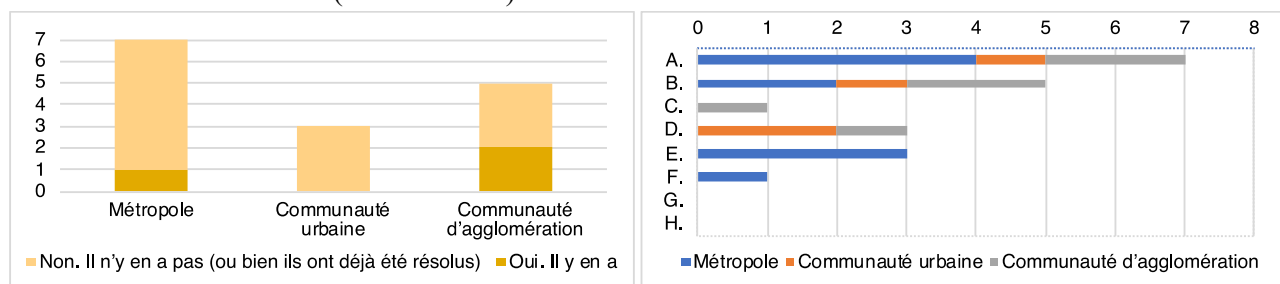 7
6
5
4
3
2
1
0
Métropole
Communauté
urbaine
Communauté
d'agglomération
Non. Il n'y en a pas (ou bien ils ont déjà été résolus)
Oui. Il y en a
0 1 2 3 4 5 6 7 8
A.
B.
C.
D.
E.
F.
G.
H.
Métropole
Communauté urbaine
Communauté d'agglomération